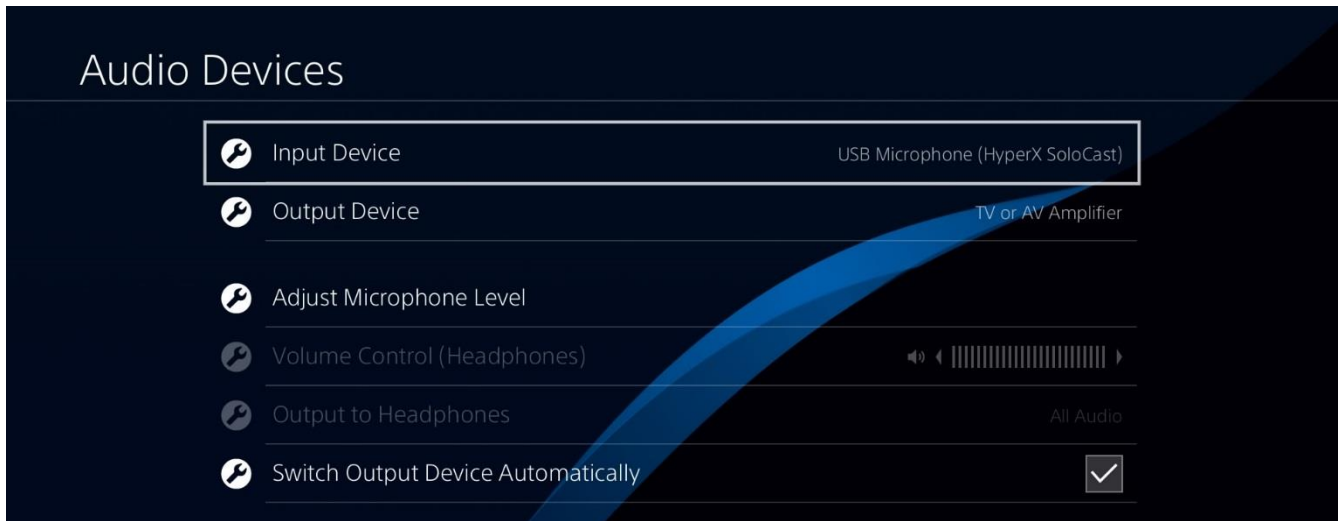 Audio Devices
Input Device USB Microphone (HyperX SoloCast)
Output Device TV or AV Amplifier
Adjust Microphone Level
Volume Control (Headphones)
Output to Headphones All Audio
Switch Output Device Automatically